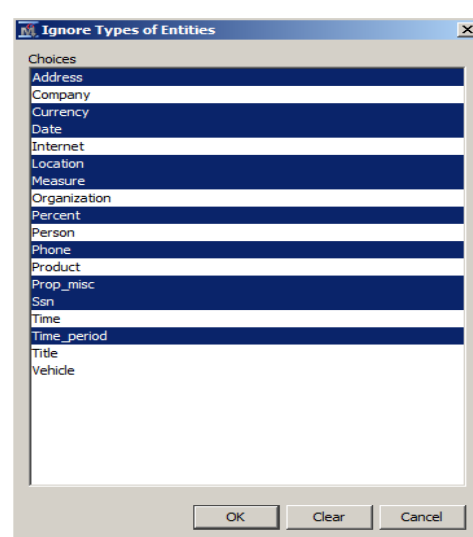 Ignore Types of Entities
Choices
Address
Company
Currency
Date
Internet
Location
Measure
Organization
Percent
Person
Phone
Product
Prop_misc
Ssn
Time
Time_period
Title
Vehicle
OK Clear Cancel